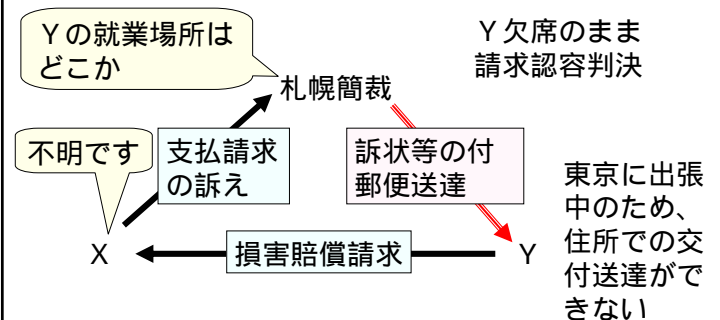 Yの就業場所は
どこか
Y欠席のまま
請求認容判決
札幌簡裁
不明です
支払請求
の訴え
訴状等の付
郵便送達
東京に出張
中のため、
住所での交
付送達がで
きない
X
損害賠償請求
Y